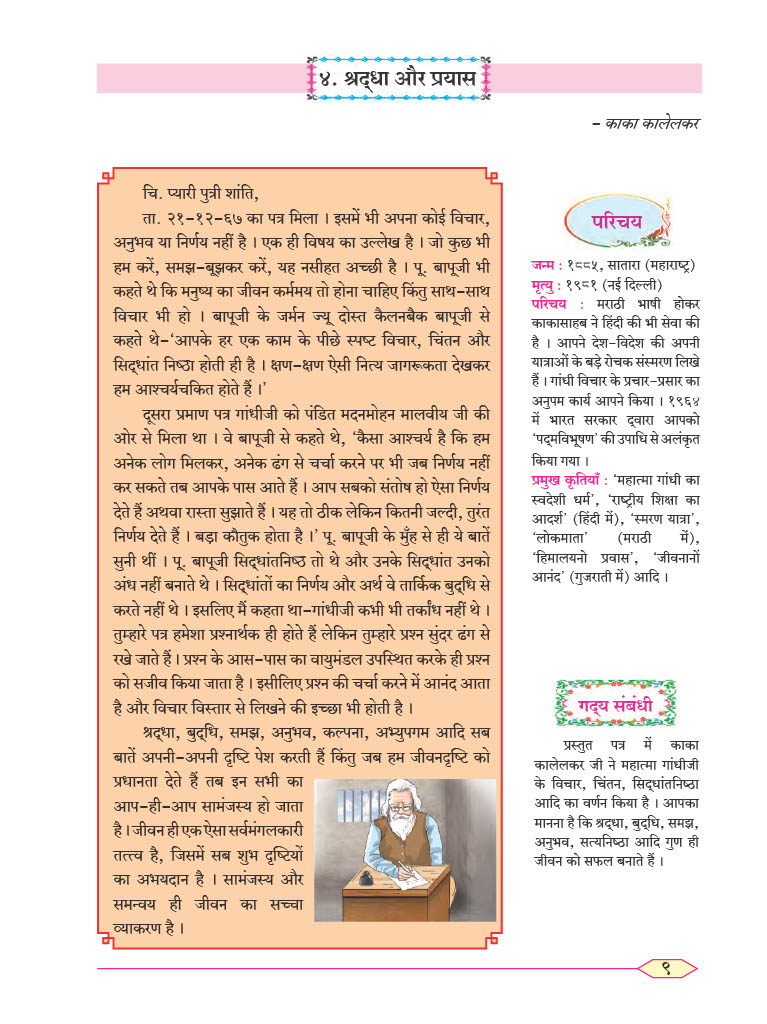 ४. श्रद्‌धा और प्रयास
– काका कालेलकर
चि. प्यारी पुत्री शांति,
ता. २१–१२–६७ का पत्र मिला । इसमें भी अपना कोई विचार,
अनुभव या निर्णय नहीं है । एक ही विषय का उल्लेख है । जो कुछ भी
हम करें, समझ–बूझकर करें, यह नसीहत अच्छी है । पू. बापूजी भी
कहते थे कि मनुष्य का जीवन कर्ममय तो होना चाहिए किंतु साथ–साथ
विचार भी हो । बापूजी के जर्मन ज्यू दोस्त कैलनबैक बापूजी से
कहते थे–‘आपके हर एक काम के पीछे स्पष्ट विचार, चिंतन और
सिद्‌धांत निष्ठा होती ही है । क्षण–क्षण ऐसी नित्य जागरूकता देखकर
हम आश्चर्यचकित होते हैं ।’
दूसरा प्रमाण पत्र गांधीजी को पंडित मदनमोहन मालवीय जी की
ओर से मिला था । वे बापूजी से कहते थे, ‘कैसा आश्चर्य है कि हम
अनेक लोग मिलकर, अनेक ढंग से चर्चा करने पर भी जब निर्णय नहीं
कर सकते तब आपके पास आते हैं । आप सबको संतोष हो ऐसा निर्णय
देते हैं अथवा रास्ता सुझाते हैं । यह तो ठीक लेकिन कितनी जल्दी, तुरंत
निर्णय देते हैं । बड़ा कौतुक होता है ।’ पू. बापूजी के मुँह से ही ये बातें
सुनी थीं । पू. बापूजी सिद्‌धांतनिष्ठ तो थे और उनके सिद्‌धांत उनको
अंध नहीं बनाते थे । सिद्‌धांतों का निर्णय और अर्थ वे तार्किक बुद्‌धि से
करते नहीं थे । इसलिए मैं कहता था–गांधीजी कभी भी तर्कांध नहीं थे ।
तुम्हारे पत्र हमेशा प्रश्नार्थक ही होते हैं लेकिन तुम्हारे प्रश्न सुंदर ढंग से
रखे जाते हैं । प्रश्न के आस–पास का वायुमंडल उपस्थित करके ही प्रश्न
को सजीव किया जाता है । इसीलिए प्रश्न की चर्चा करने में आनंद आता
है और विचार विस्तार से लिखने की इच्छा भी होती है ।
श्रद्‌धा, बुद्‌धि, समझ, अनुभव, कल्पना, अभ्युपगम आदि सब
बातें अपनी–अपनी दृष्टि पेश करती हैं किंतु जब हम जीवनदृष्टि को
प्रधानता देते हैं तब इन सभी का
आप–ही–आप सामंजस्य हो जाता
है । जीवन ही एक ऐसा सर्वमंगलकारी
तत्त्व है, जिसमें सब शुभ दृष्टियों
का अभयदान है । सामंजस्य और
समन्वय ही जीवन का सच्चा
व्याकरण है ।
परिचय
जन्म : १८८५, सातारा (महाराष्ट्र)
मृत्यु : १९८१ (नई दिल्ली)
परिचय : मराठी भाषी होकर
काकासाहब ने हिंदी की भी सेवा की
है । आपने देश–विदेश की अपनी
यात्राओं के बड़े रोचक संस्मरण लिखे
हैं । गांधी विचार के प्रचार–प्रसार का
अनुपम कार्य आपने किया । १९६४
में भारत सरकार द्‌वारा आपको
‘पद्‌मविभूषण’ की उपाधि से अलंकृत
किया गया ।
प्रमुख कृतियाँ : ‘महात्मा गांधी का
स्वदेशी धर्म’, ‘राष्ट्रीय शिक्षा का
आदर्श’ (हिंदी में), ‘स्मरण यात्रा’,
‘लोकमाता’ (मराठी में),
‘हिमालयनो प्रवास’, ‘जीवनानों
आनंद’ (गुजराती में) आदि ।
गद्‌य संबंधी
प्रस्तुत पत्र में काका
कालेलकर जी ने महात्मा गांधीजी
के विचार, चिंतन, सिद्‌धांतनिष्ठा
आदि का वर्णन किया है । आपका
मानना है कि श्रद्‌धा, बुद्‌धि, समझ,
अनुभव, सत्यनिष्ठा आदि गुण ही
जीवन को सफल बनाते हैं ।
९